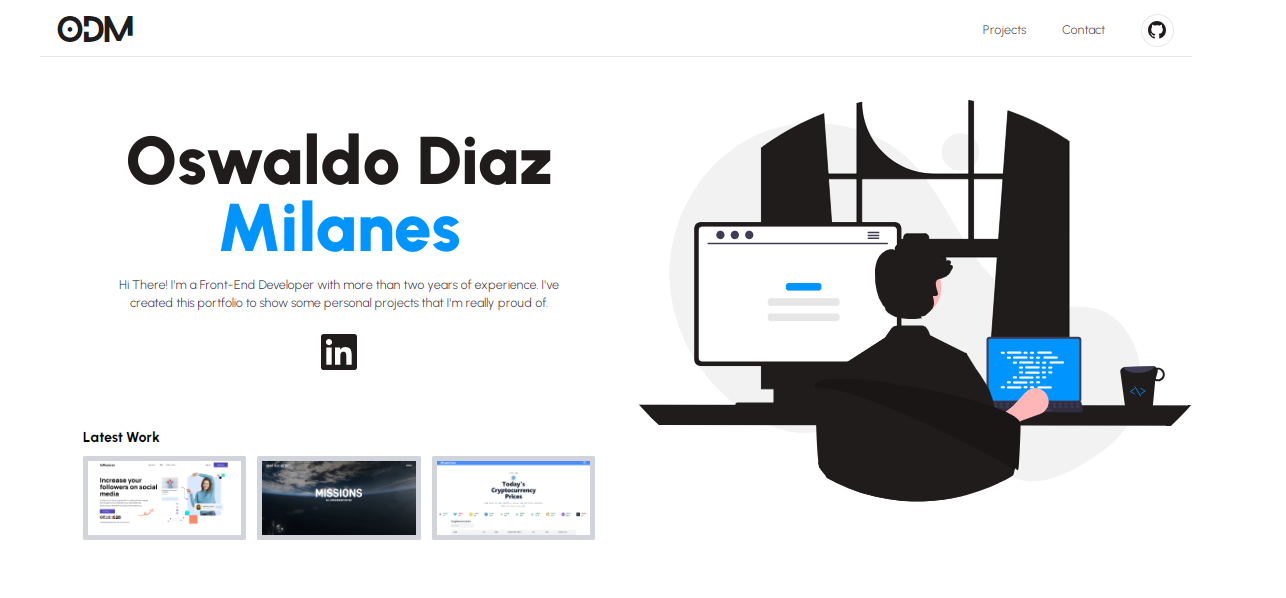 ODM
Projects
Contact
Oswaldo Diaz
Milanes
Hi There! I'm a Front-End Developer with more than two years of experience. I've
created this portfolio to show some personal projects that I'm really proud of.
in
Latest Work
Increase your
followers on social
media
MISSIONS
Today's
Cryptocurrency
Prices